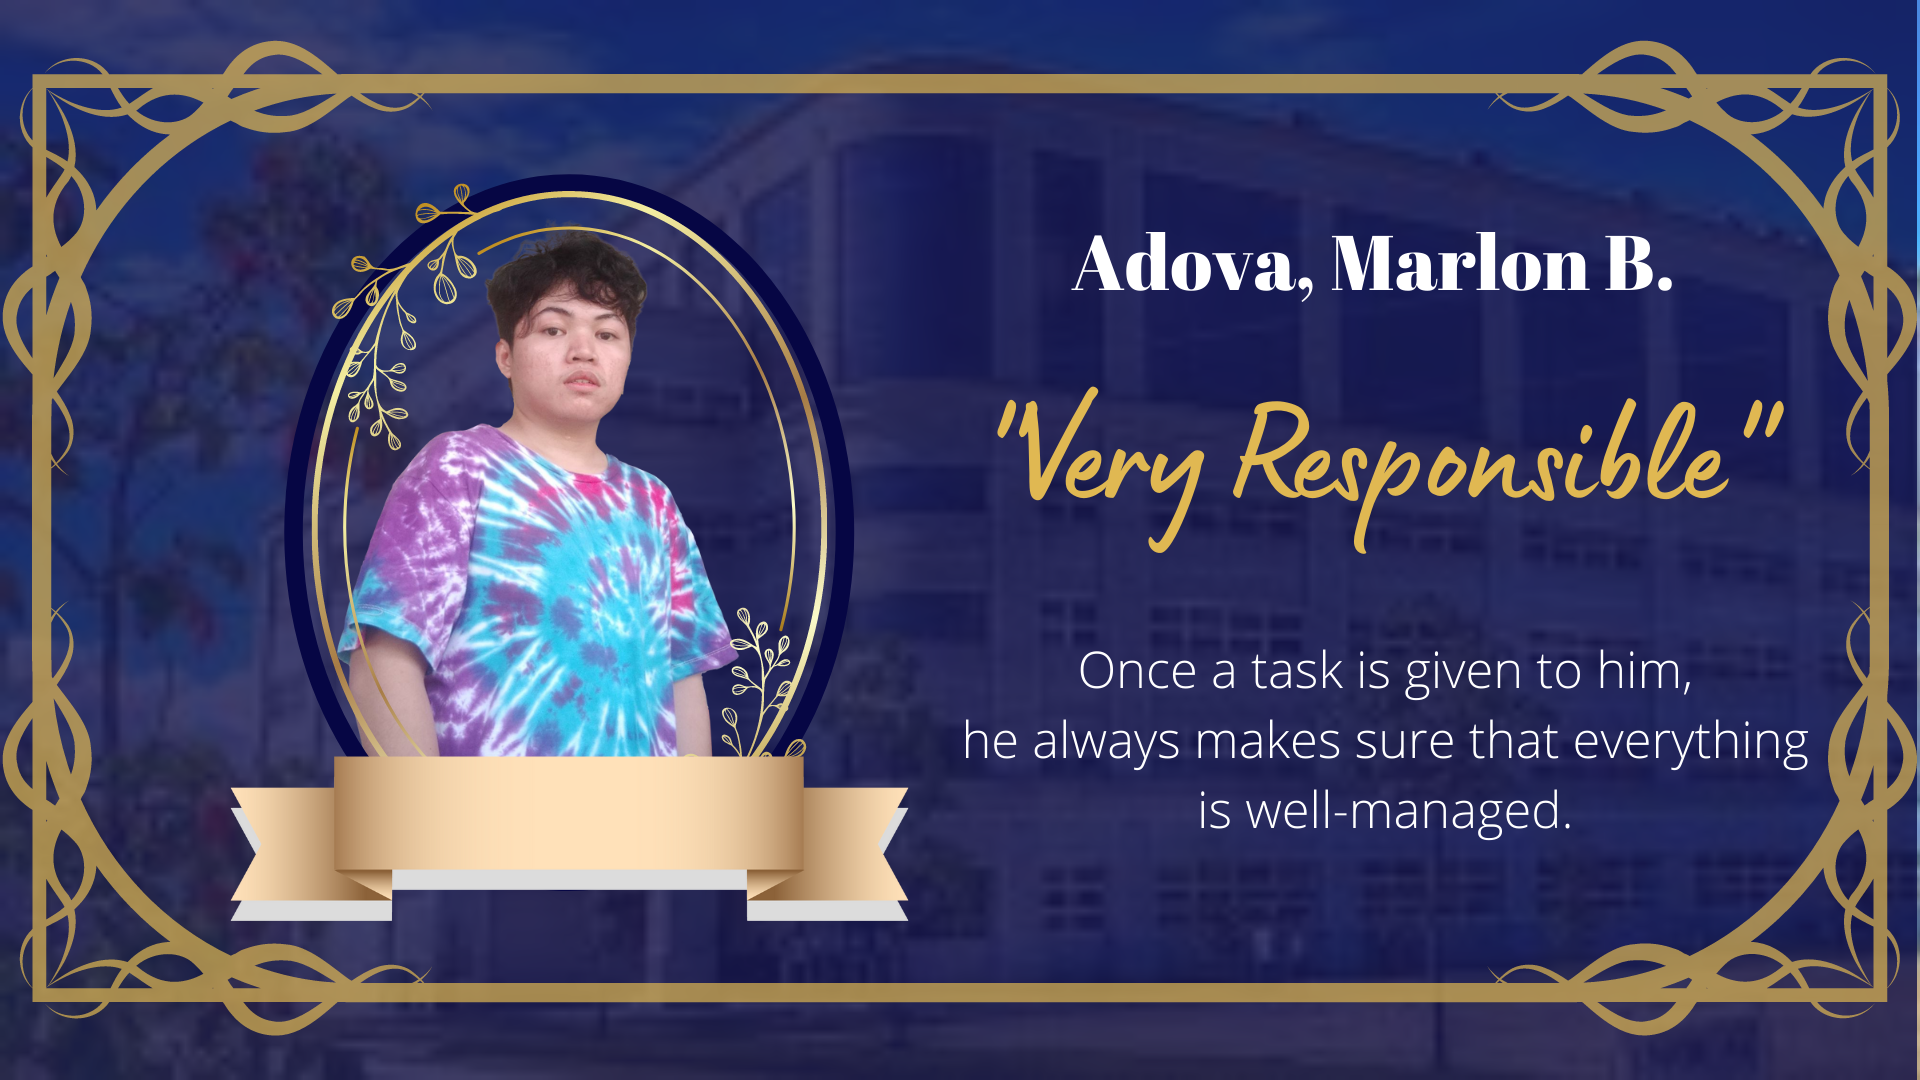 Adova, Marlon B.
"Very Responsible"
Once a task is given to him,
he always makes sure that everything
is well-managed.